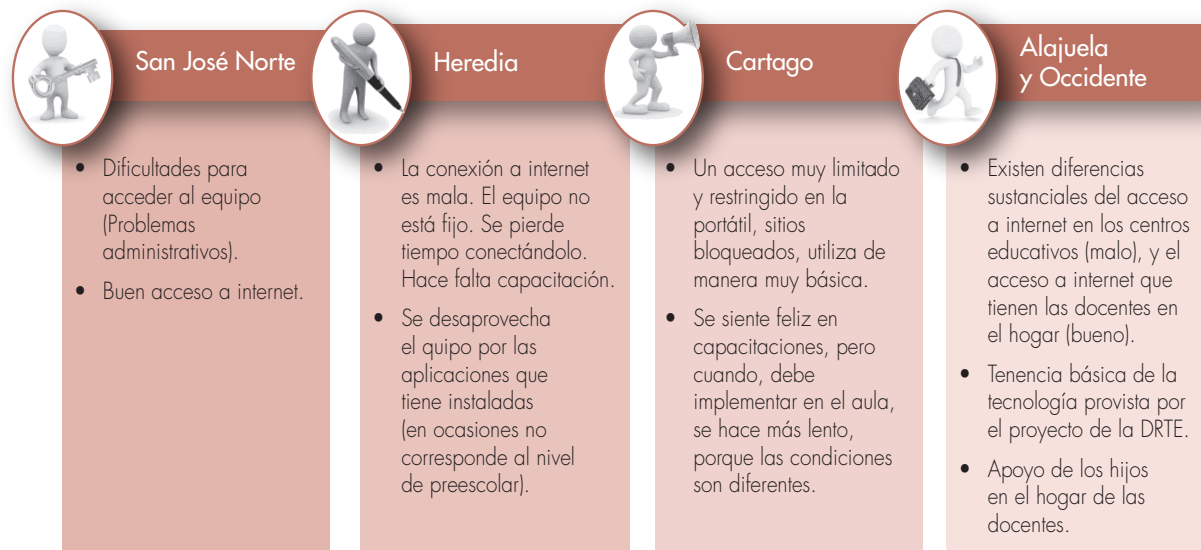 San José Norte
• Dificultades para
acceder al equipo
(Problemas
administrativos).
• Buen acceso a internet.
Heredia
• La conexión a internet
es mala. El equipo no
está fijo. Se pierde
tiempo conectándolo.
Hace falta capacitación.
• Se desaprovecha
el quipo por las
aplicaciones que
tiene instaladas
(en ocasiones no
corresponde al nivel
de preescolar).
Cartago
• Un acceso muy limitado
y restringido en la
portátil, sitios
bloqueados, utiliza de
manera muy básica.
• Se siente feliz en
capacitaciones, pero
cuando, debe
implementar en el aula,
se hace más lento,
porque las condiciones
son diferentes.
Alajuela
y Occidente
• Existen diferencias
sustanciales del acceso
a internet en los centros
educativos (malo), y el
acceso a internet que
tienen las docentes en
el hogar (bueno).
• Tenencia básica de la
tecnología provista por
el proyecto de la DRTE.
• Apoyo de los hijos
en el hogar de las
docentes.